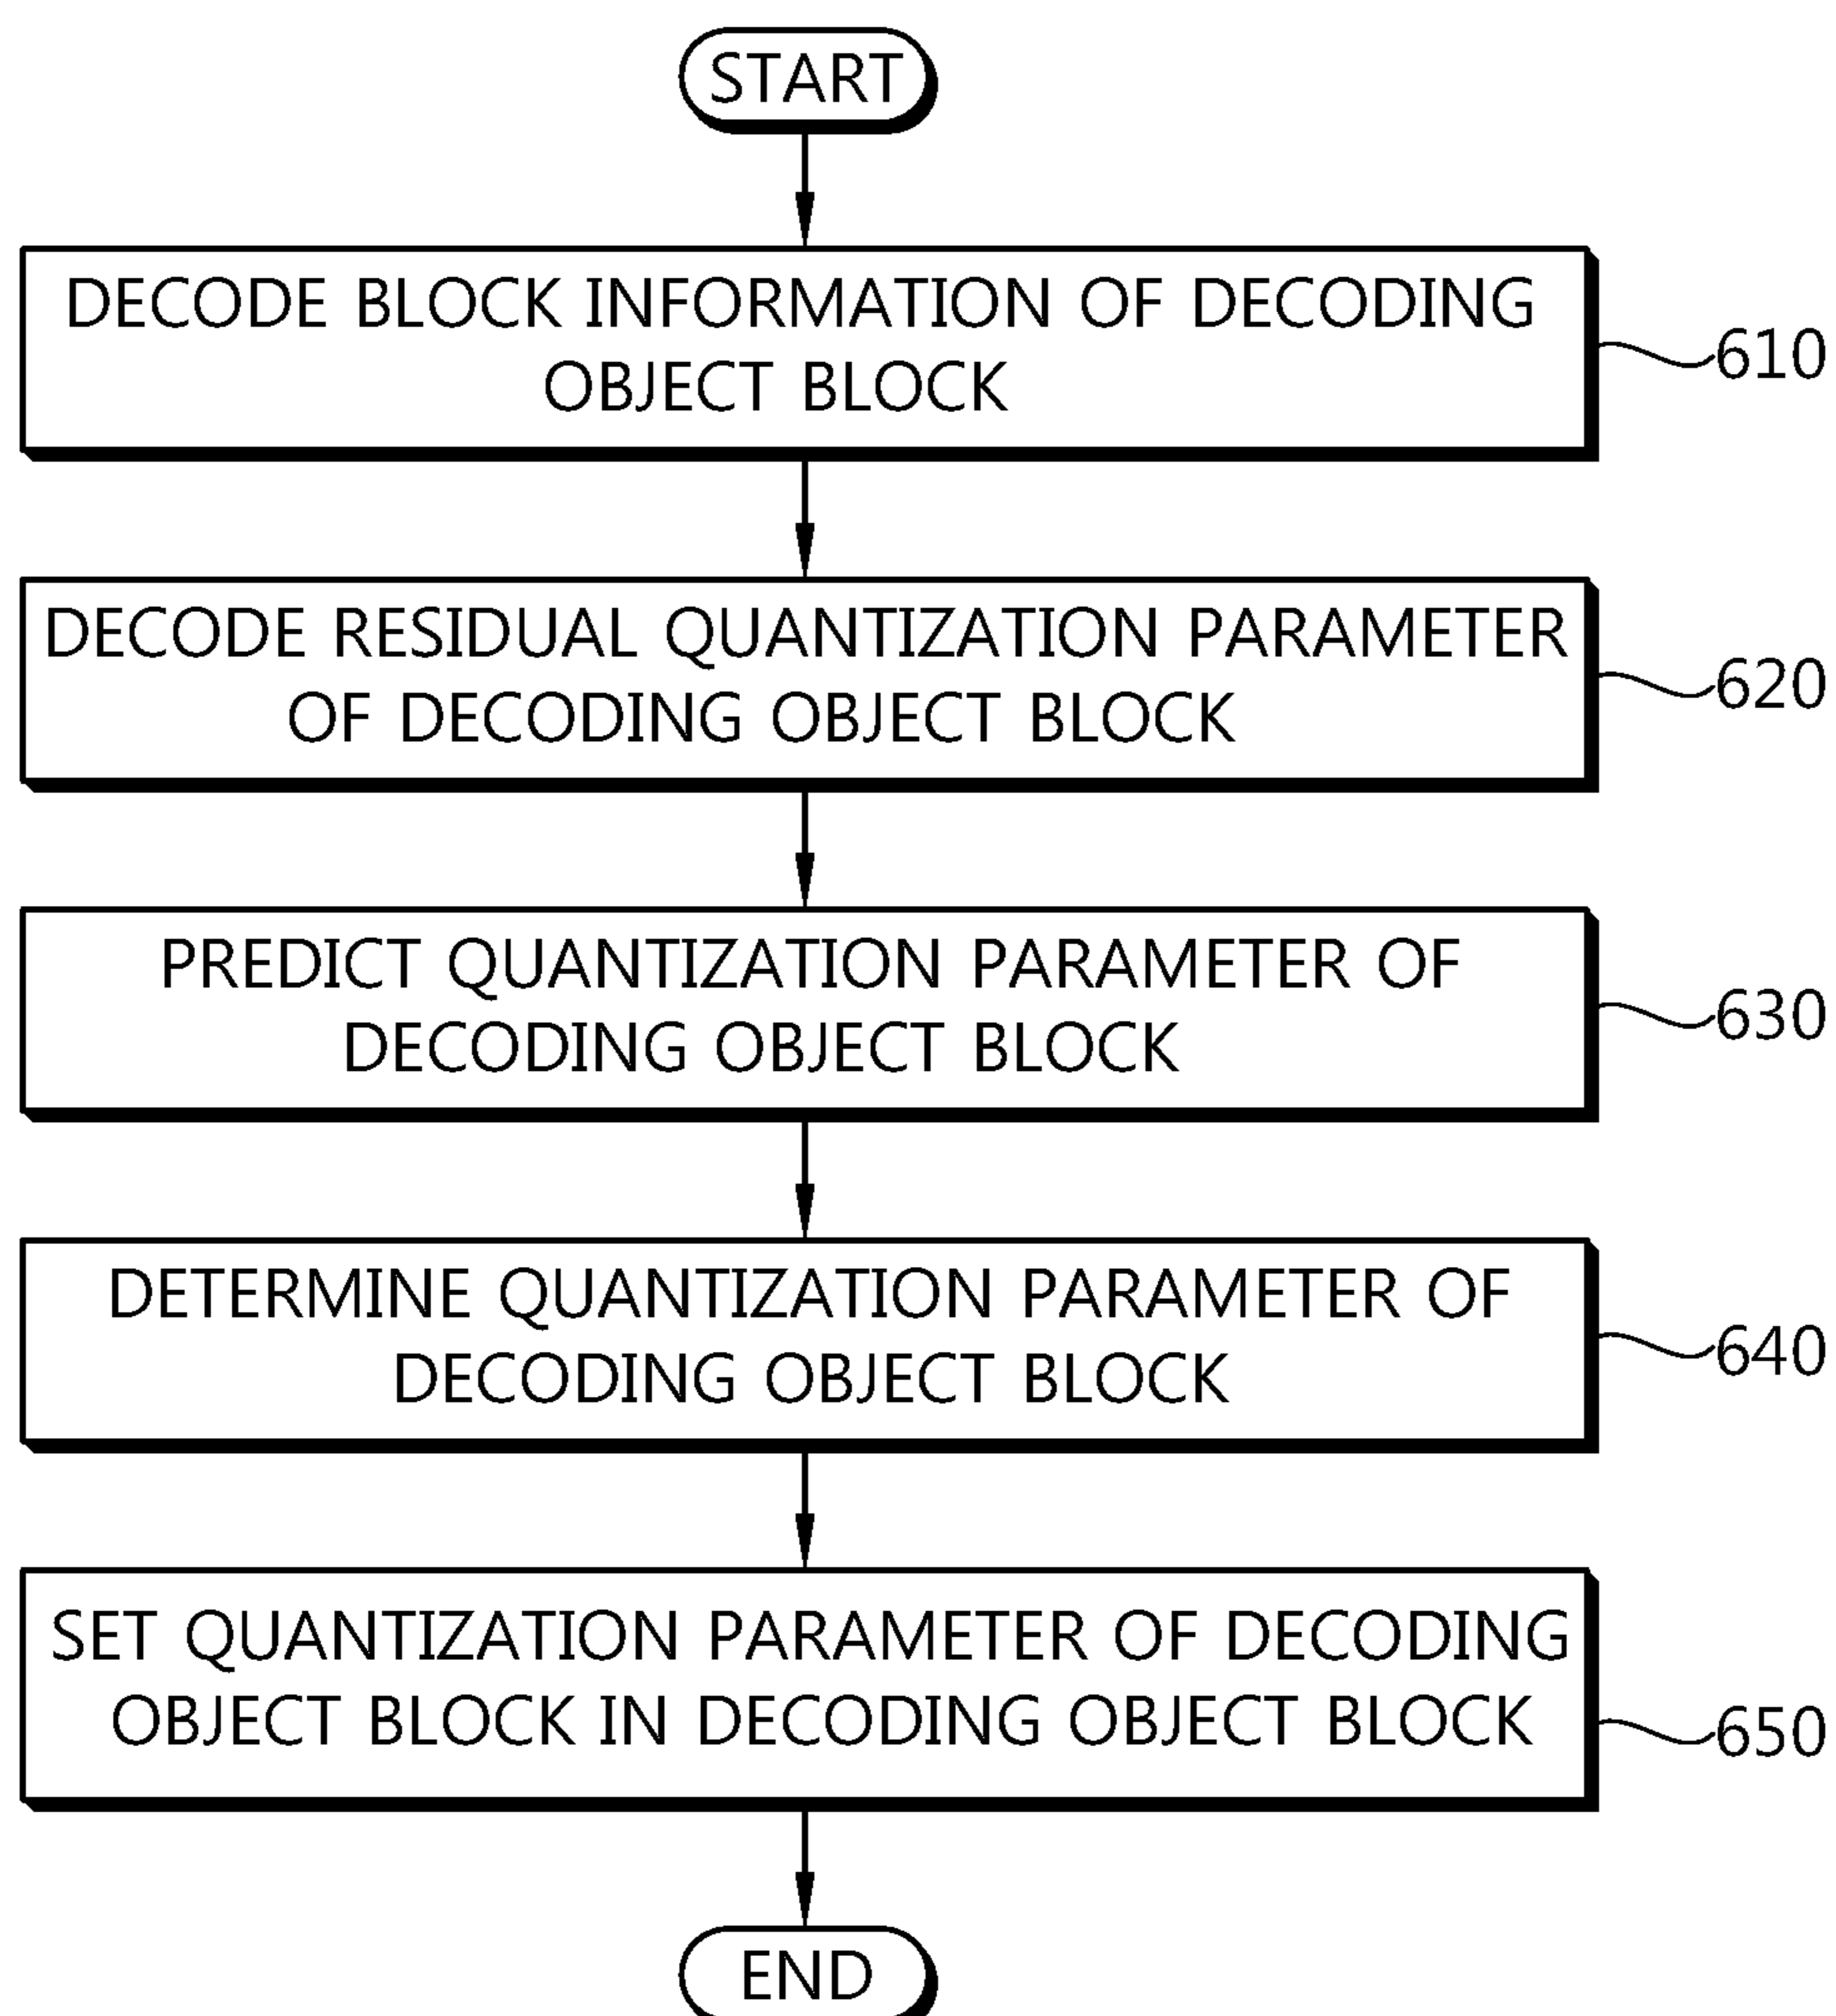 START
DECODE BLOCK INFORMATION OF DECODING
OBJECT BLOCK
610
DECODE RESIDUAL QUANTIZATION PARAMETER
OF DECODING OBJECT BLOCK
620
PREDICT QUANTIZATION PARAMETER OF
DECODING OBJECT BLOCK
630
DETERMINE QUANTIZATION PARAMETER OF
DECODING OBJECT BLOCK
640
SET QUANTIZATION PARAMETER OF DECODING
OBJECT BLOCK IN DECODING OBJECT BLOCK
650
END